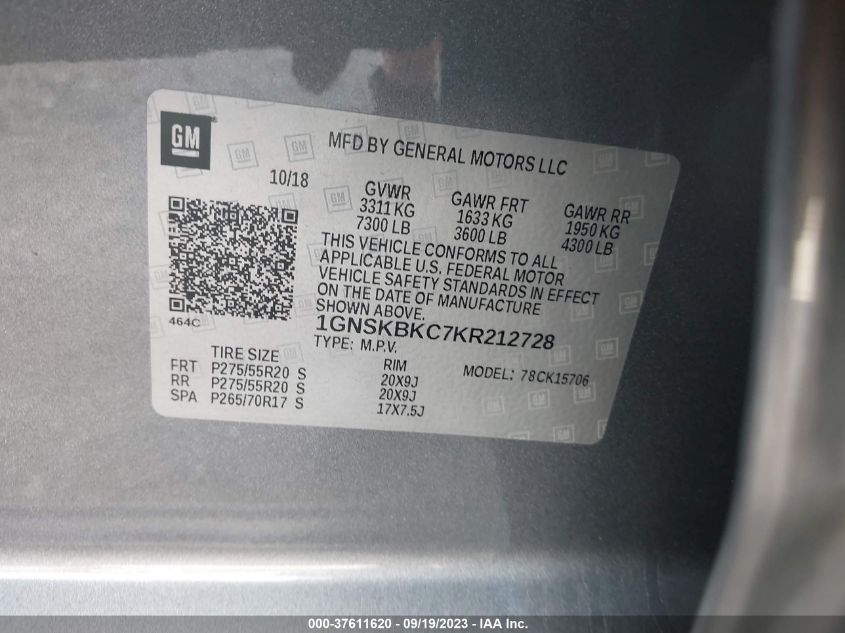 GM
MFD BY GENERAL MOTORS LLC
10/18
GVWR GAWR FRT GAWR RR
3311 KG 1633 KG 1950 KG
7300 LB 3600 LB 4300 LB
THIS VEHICLE CONFORMS TO ALL
APPLICABLE U.S. FEDERAL MOTOR
VEHICLE SAFETY STANDARDS IN EFFECT
ON THE DATE OF MANUFACTURE
SHOWN ABOVE.
464C
1GNSKBKC7KR212728
TYPE: M.P.V.
MODEL: 78CK15706
TIRE SIZE RIM
FRT P275/55R20 S 20X9J
RR P275/55R20 S 20X9J
SPA P265/70R17 S 17X7.5J
000-37611620 - 09/19/2023 - IAA Inc.